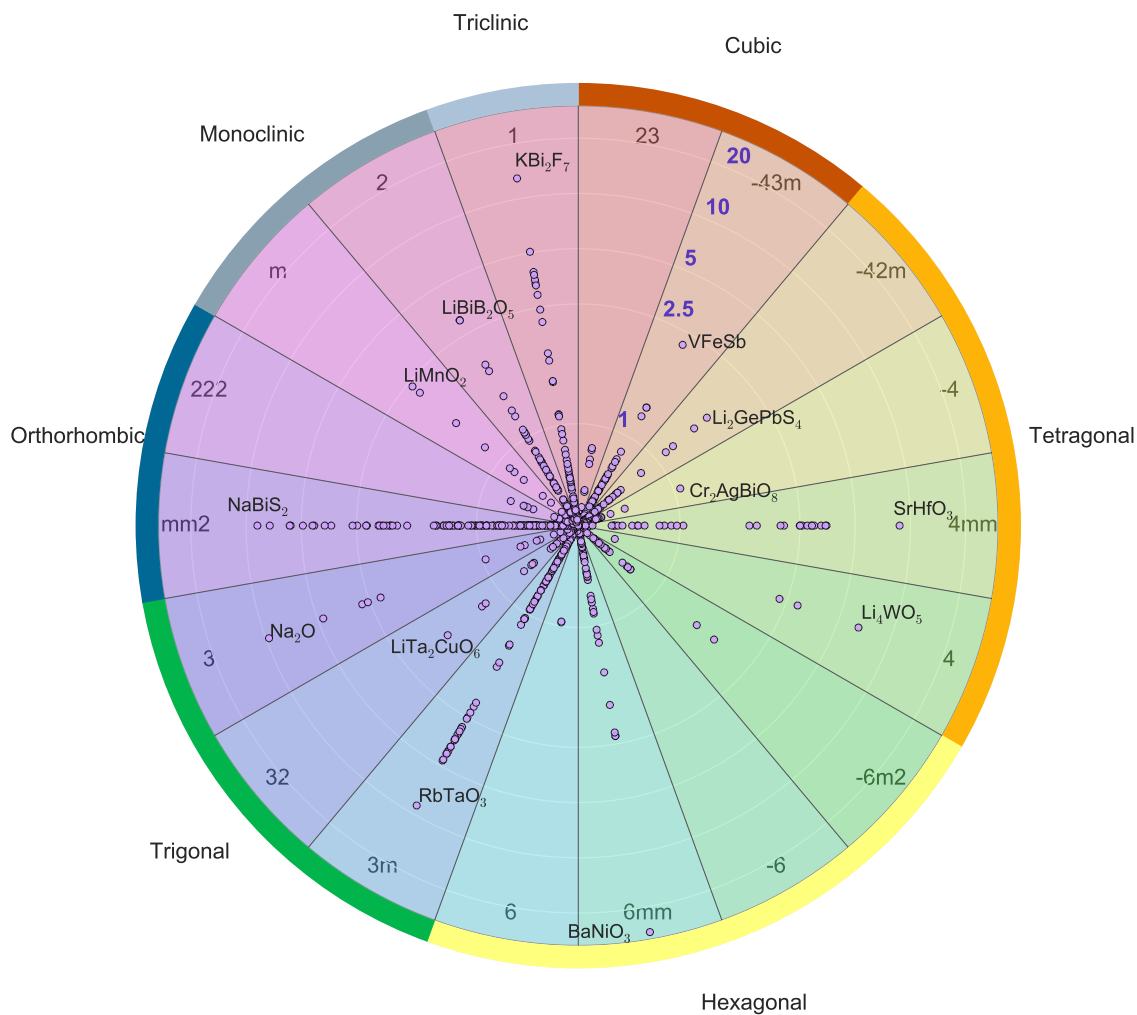 Triclinic
Cubic
Monoclinic
1
23
20
-43m
KBi₂F₇
2
10
m
5
-42m
LiBiB₂O₅
2.5
VFeSb
LiMnO₂
222
-4
1
Li₂GePbS₄
Orthorhombic
Tetragonal
NaBiS₂
Cr₂AgBiO₈
SrHfO₃
mm2
4mm
Na₂O
Li₄WO₅
LiTa₂CuO₆
3
4
32
-6m2
RbTaO₃
Trigonal
3m
-6
6
6mm
BaNiO₃
Hexagonal